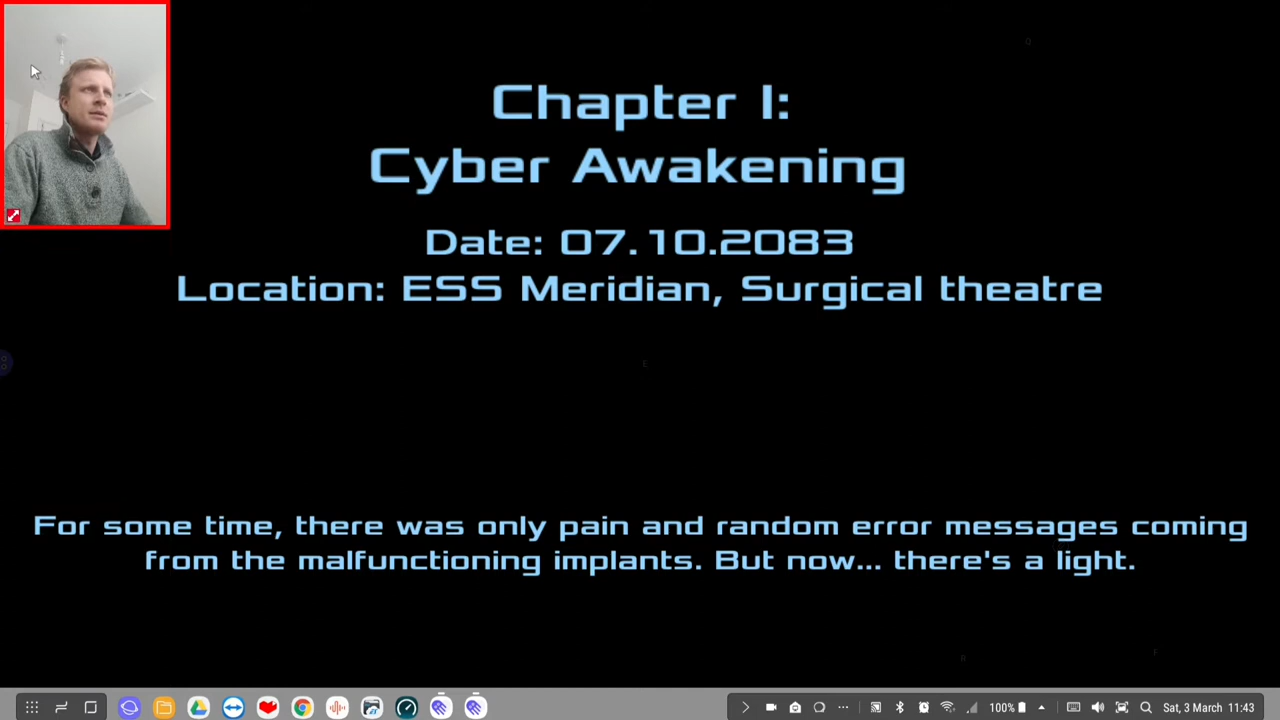 Chapter I:
Cyber Awakening
Date: 07.10.2083
Location: ESS Meridian, Surgical theatre
E
For some time, there was only pain and random error messages coming
from the malfunctioning implants. But now... there's a light.
100%
Sat, 3 March
11:43